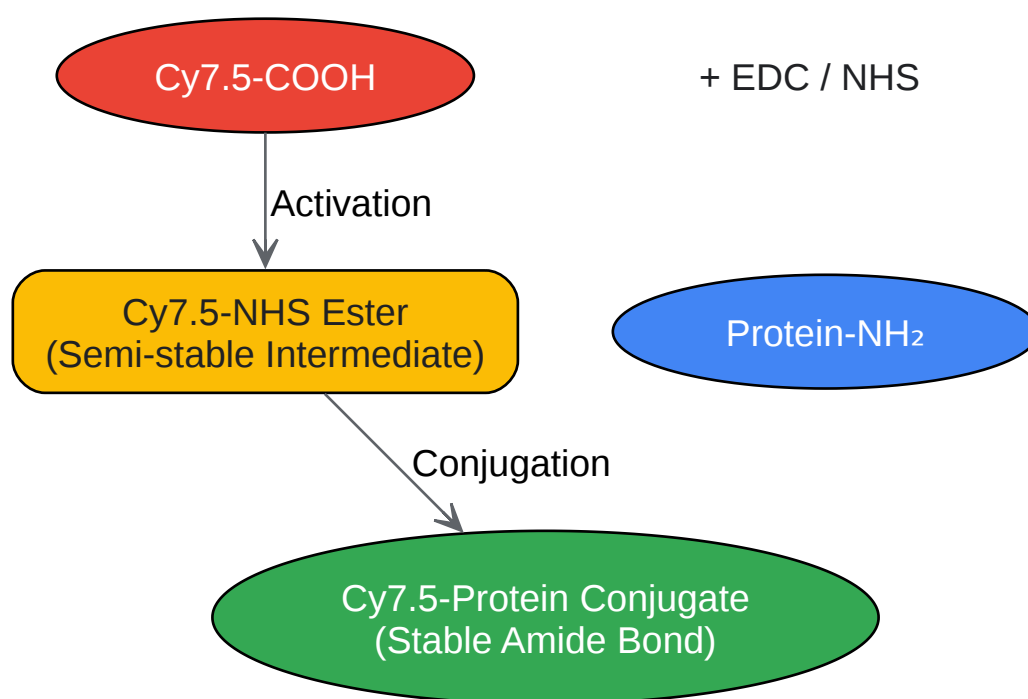 Cy7.5-COOH
+ EDC / NHS
Activation
Cy7.5-NHS Ester
(Semi-stable Intermediate)
Protein-NH₂
Conjugation
Cy7.5-Protein Conjugate
(Stable Amide Bond)